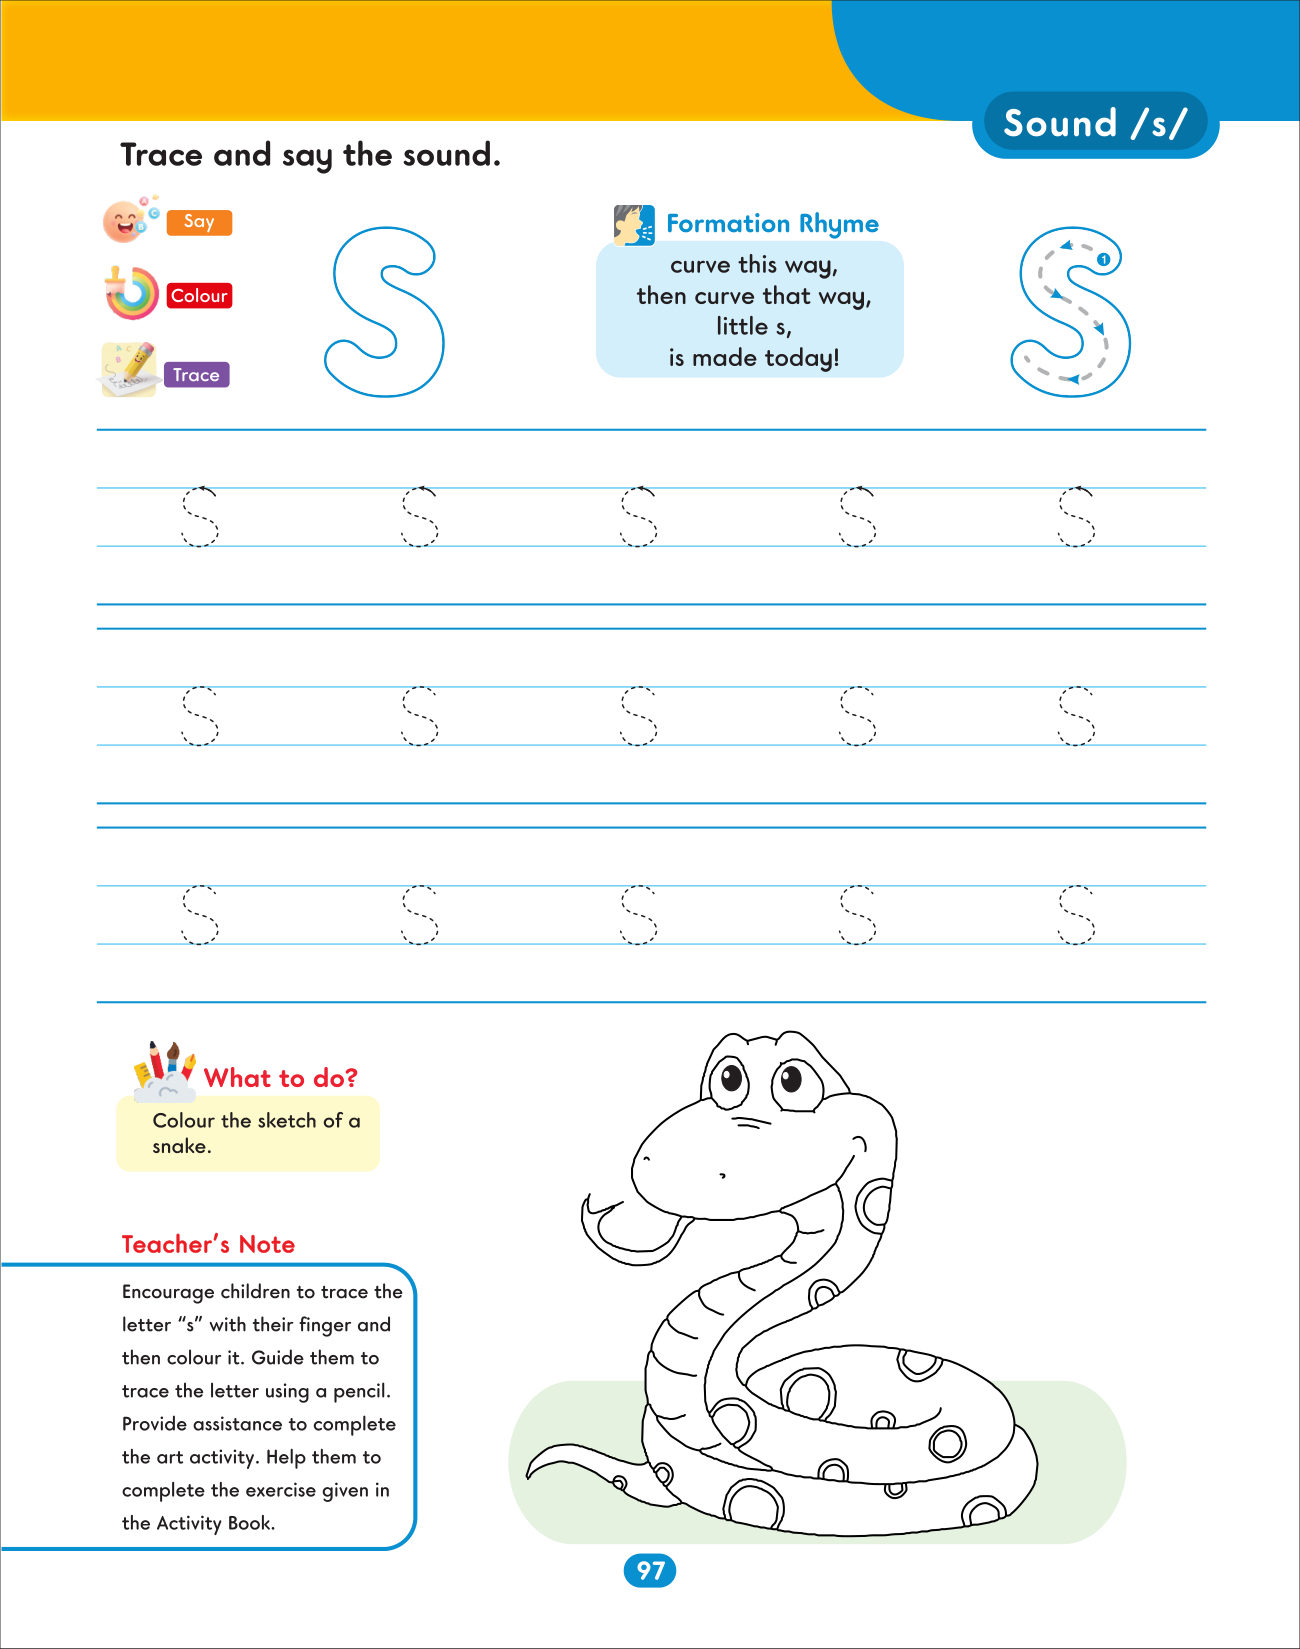 Sound /s/
Trace and say the sound.
Say
Colour
Trace
s
Formation Rhyme
curve this way,
then curve that way,
little s,
is made today!
s
1
s s s s s
s s s s s
s s s s s
What to do?
Colour the sketch of a
snake.
Teacher's Note
Encourage children to trace the
letter “s” with their finger and
then colour it. Guide them to
trace the letter using a pencil.
Provide assistance to complete
the art activity. Help them to
complete the exercise given in
the Activity Book.
97